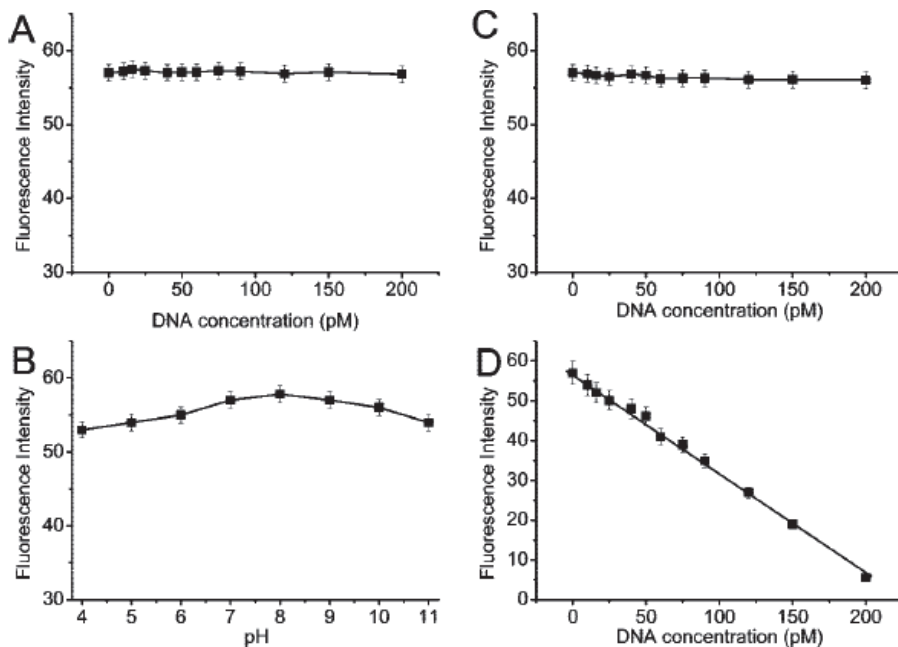 A
60
50
40
30
Fluorescence Intensity
0 50 100 150 200
DNA concentration (pM)
C
60
50
40
30
Fluorescence Intensity
0 50 100 150 200
DNA concentration (pM)
B
60
50
40
30
Fluorescence Intensity
4 5 6 7 8 9 10 11
pH
D
60
50
40
30
20
10
0
Fluorescence Intensity
0 50 100 150 200
DNA concentration (pM)